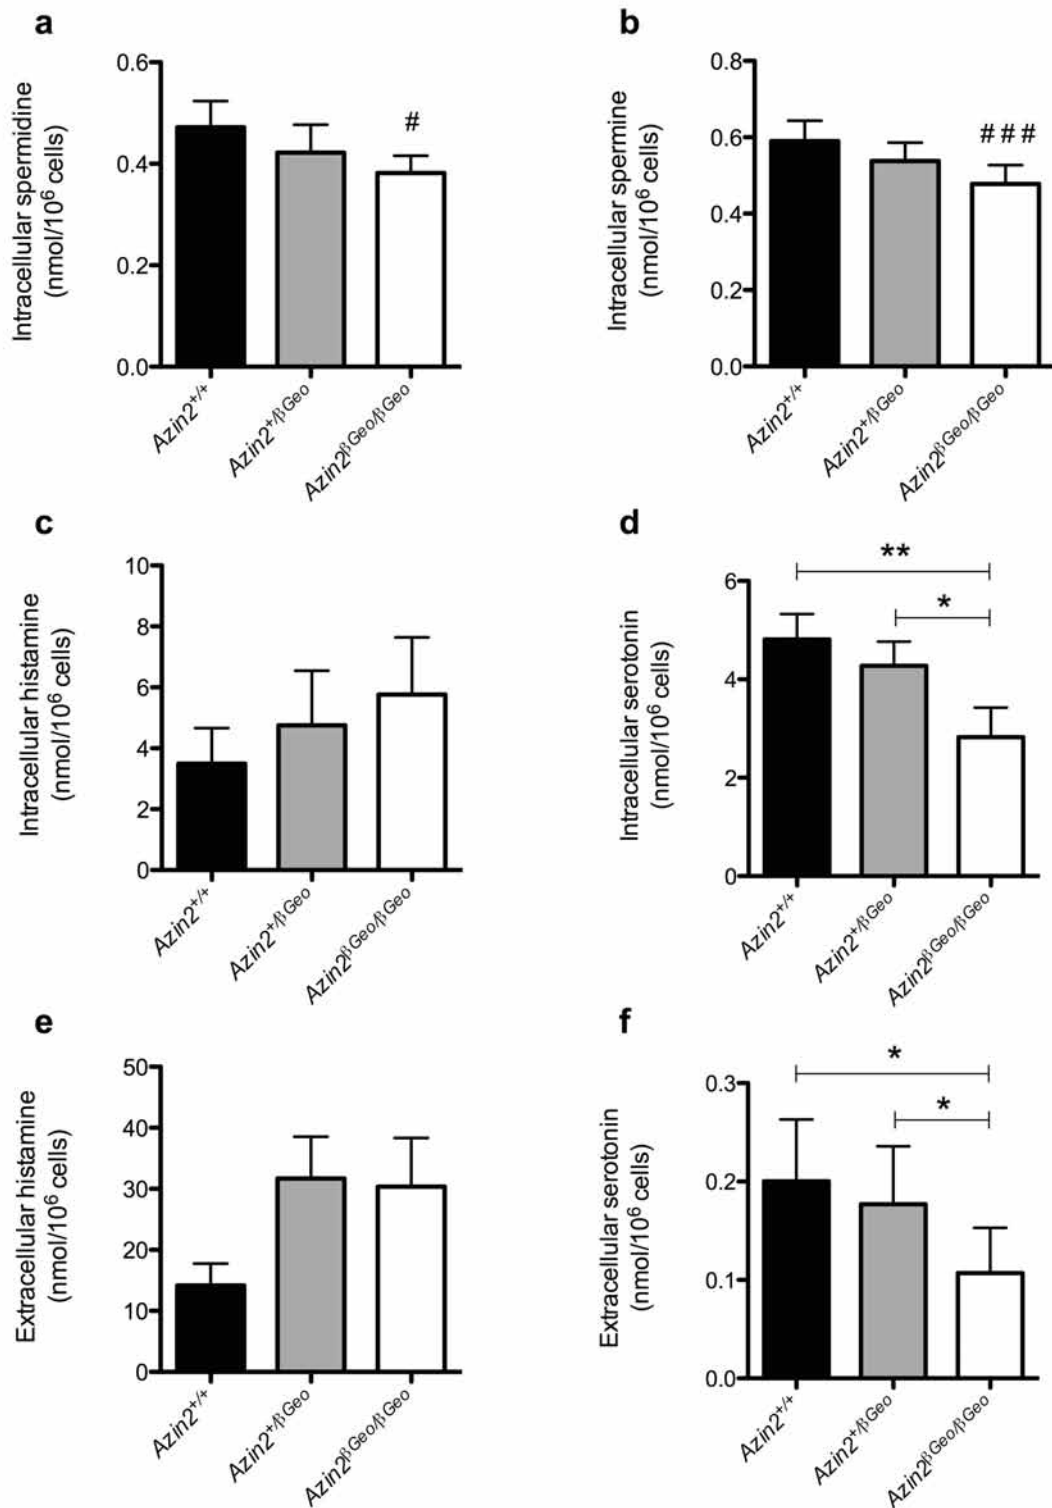 a
Intracellular spermidine
(nmol/10⁶ cells)
0.6
0.4
0.2
0.0
#
Azin2⁺/⁺
Azin2⁺/βGeo
Azin2βGeo/βGeo
b
Intracellular spermine
(nmol/10⁶ cells)
0.8
0.6
0.4
0.2
0.0
###
Azin2⁺/⁺
Azin2⁺/βGeo
Azin2βGeo/βGeo
c
Intracellular histamine
(nmol/10⁶ cells)
10
8
6
4
2
0
Azin2⁺/⁺
Azin2⁺/βGeo
Azin2βGeo/βGeo
d
Intracellular serotonin
(nmol/10⁶ cells)
6
4
2
0
**
*
Azin2⁺/⁺
Azin2⁺/βGeo
Azin2βGeo/βGeo
e
Extracellular histamine
(nmol/10⁶ cells)
50
40
30
20
10
0
Azin2⁺/⁺
Azin2⁺/βGeo
Azin2βGeo/βGeo
f
Extracellular serotonin
(nmol/10⁶ cells)
0.3
0.2
0.1
0.0
*
*
Azin2⁺/⁺
Azin2⁺/βGeo
Azin2βGeo/βGeo